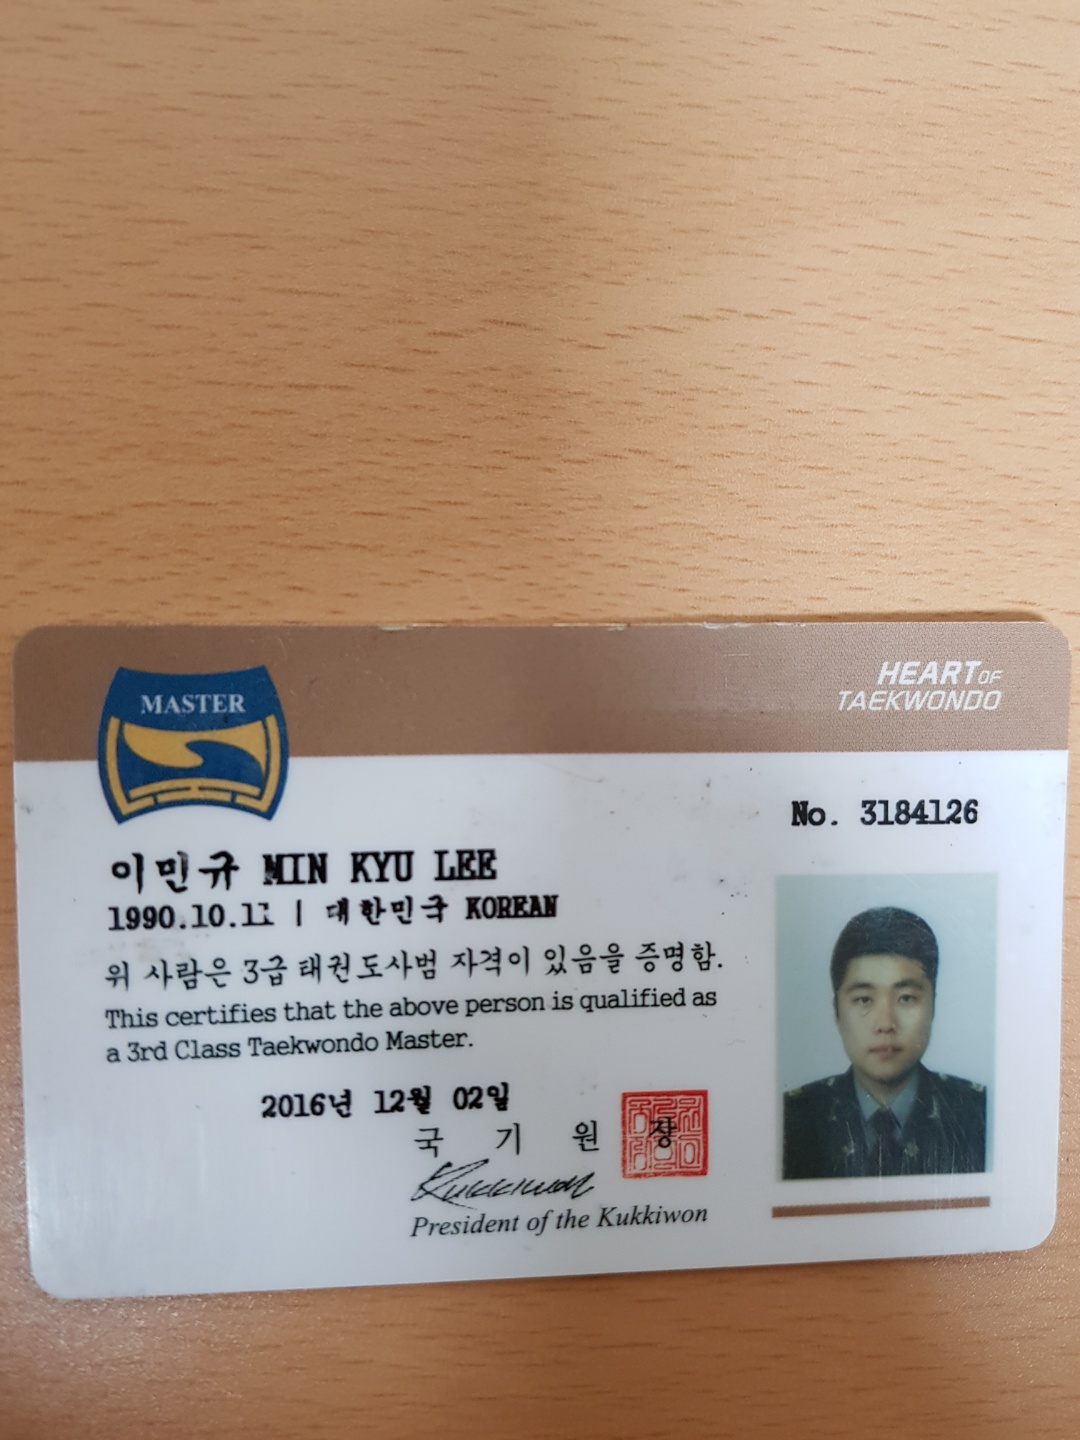 MASTER
HEART OF
TAEKWONDO
No. 3184126
이민규 MIN KYU LEE
1990.10.11 | 대한민국 KOREAN
위 사람은 3급 태권도사범 자격이 있음을 증명함.
This certifies that the above person is qualified as
a 3rd Class Taekwondo Master.
2016년 12월 02일
국 기 원 장
Kukkiwon
President of the Kukkiwon